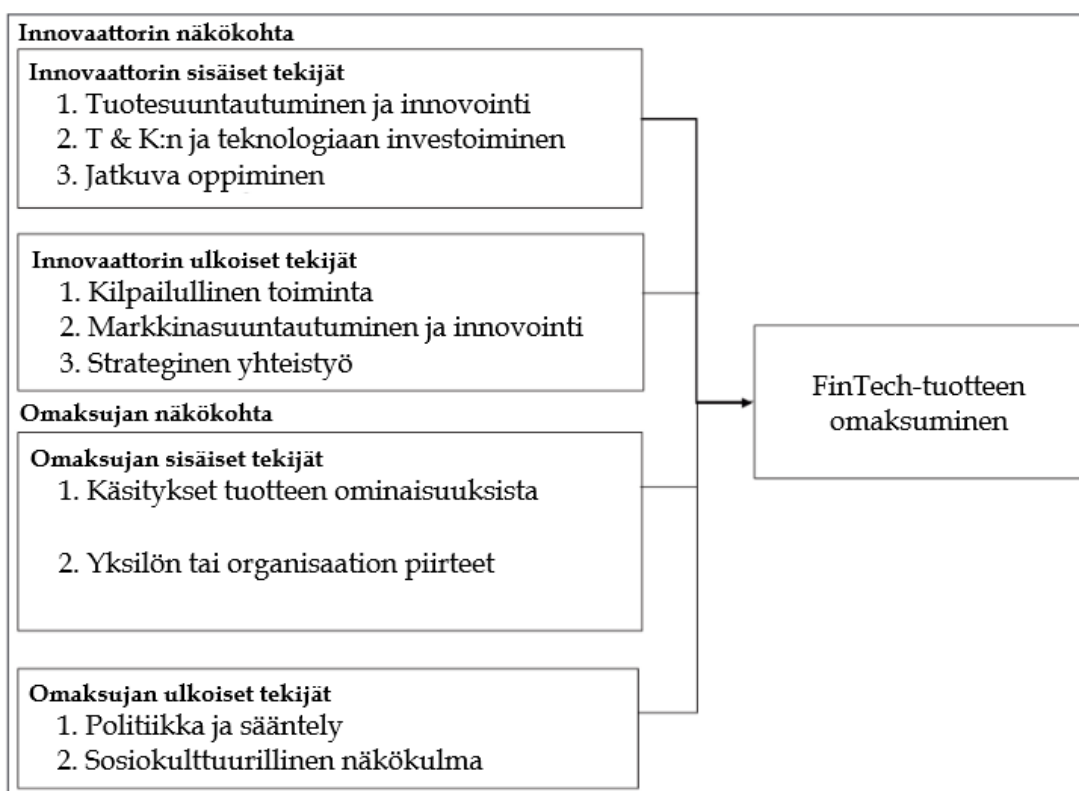 Innovaattorin näkökohta
Innovaattorin sisäiset tekijät
1. Tuotesuuntautuminen ja innovointi
2. T & K:n ja teknologiaan investoiminen
3. Jatkuva oppiminen
Innovaattorin ulkoiset tekijät
1. Kilpailullinen toiminta
2. Markkinasuuntautuminen ja innovointi
3. Strateginen yhteistyö
Omaksujan näkökohta
Omaksujan sisäiset tekijät
1. Käsitykset tuotteen ominaisuuksista
2. Yksilön tai organisaation piirteet
Omaksujan ulkoiset tekijät
1. Politiikka ja sääntely
2. Sosiokulttuurillinen näkökulma
FinTech-tuotteen
omaksuminen